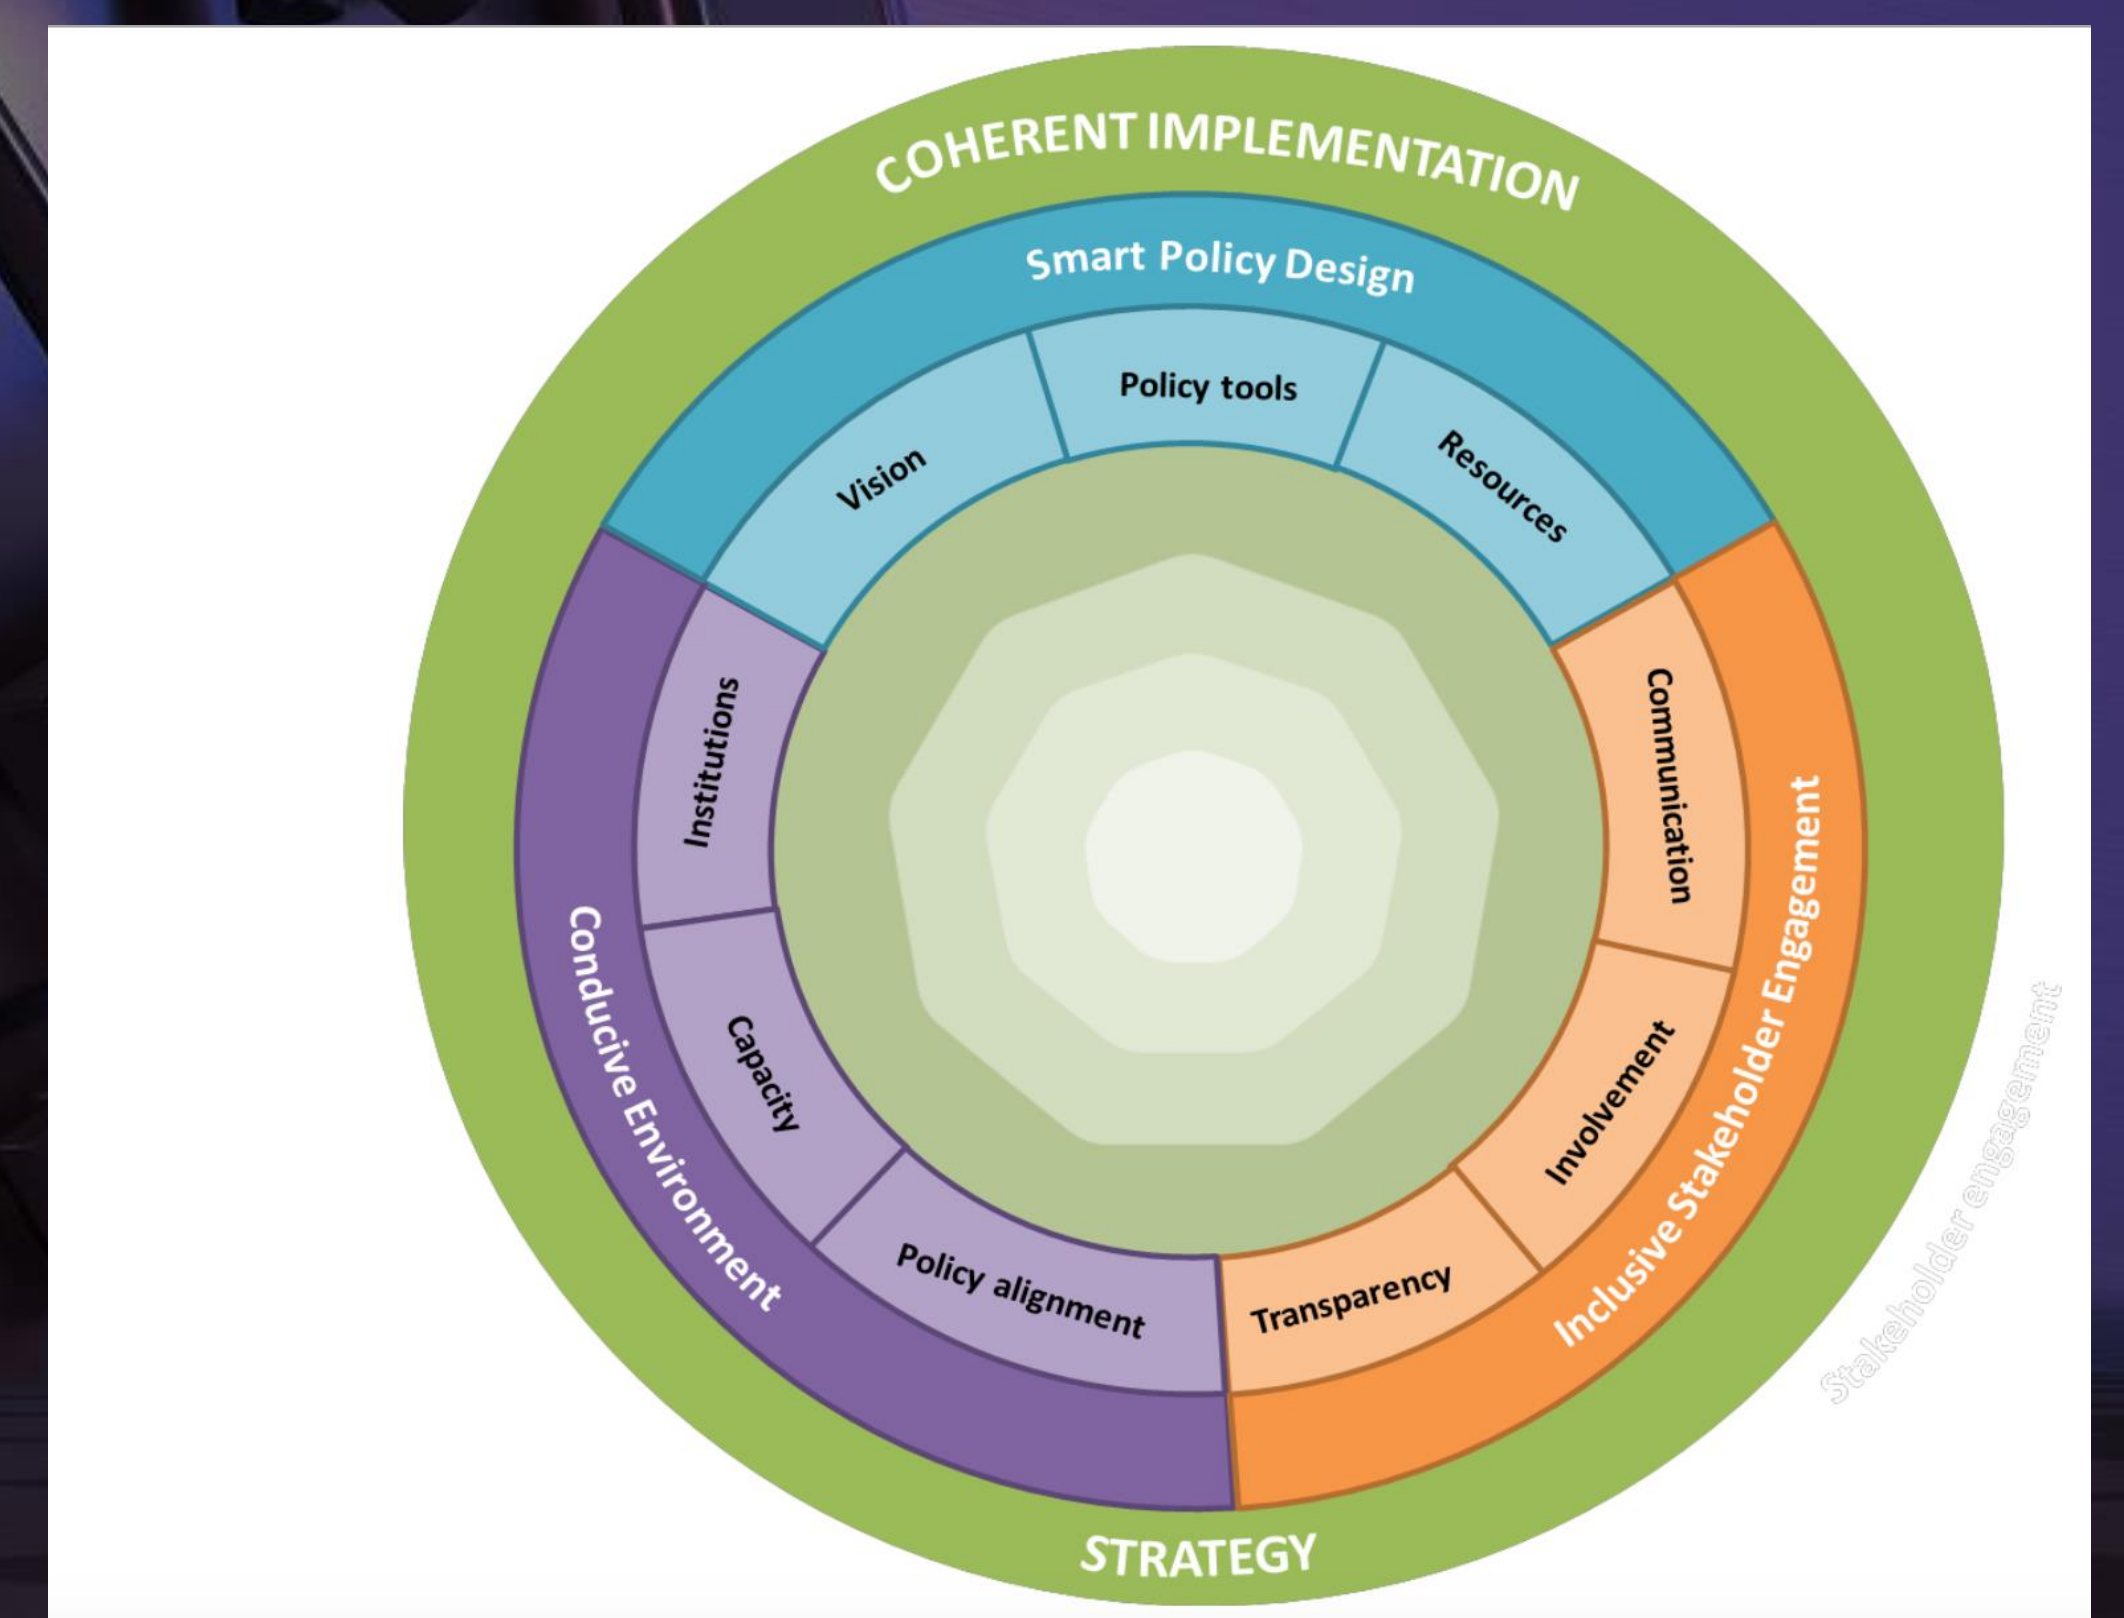 COHERENT IMPLEMENTATION
Smart Policy Design
Vision
Policy tools
Resources
Institutions
Capacity
Policy alignment
Conducive Environment
Communication
Involvement
Transparency
Inclusive Stakeholder Engagement
Stakeholder engagement
STRATEGY